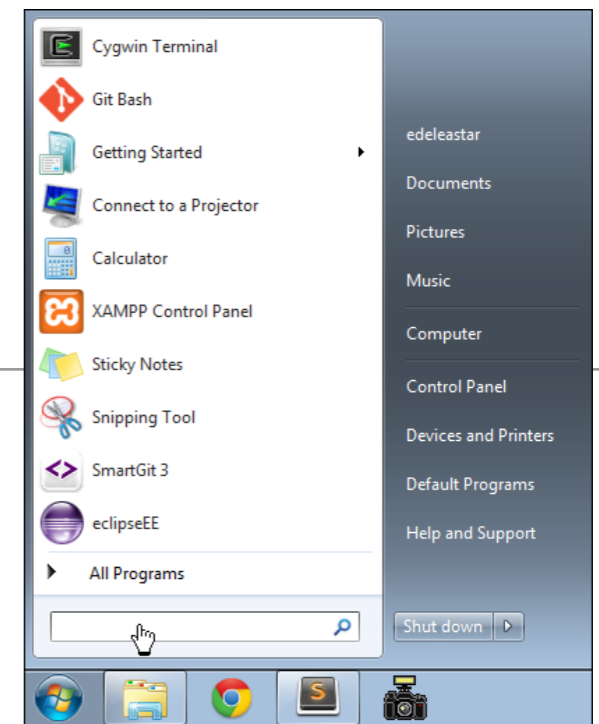 Cygwin Terminal
Git Bash
Getting Started
Connect to a Projector
Calculator
XAMPP Control Panel
Sticky Notes
Snipping Tool
SmartGit 3
eclipseEE
All Programs
edeleastar
Documents
Pictures
Music
Computer
Control Panel
Devices and Printers
Default Programs
Help and Support
Shut down